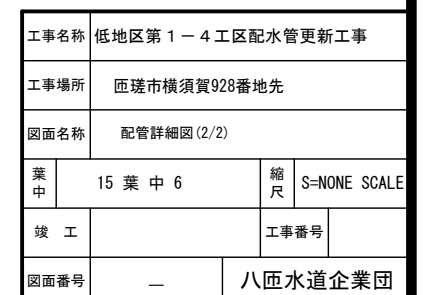 工事名称 低地区第1-4工区配水管更新工事
工事場所 匝瑳市横須賀928番地先
図面名称 配管詳細図(2/2)
葉中 15 葉 中 6 縮尺 S=NONE SCALE
竣 工 工事番号
図面番号 — 八匝水道企業団